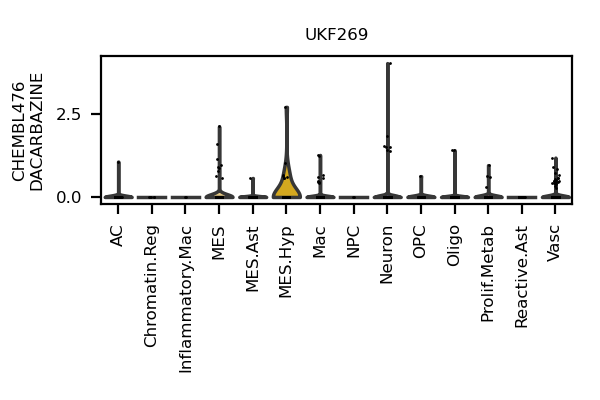 UKF269
CHEMBL476
DACARBAZINE
2.5
0.0
AC
Chromatin.Reg
Inflammatory.Mac
MES
MES.Ast
MES.Hyp
Mac
NPC
Neuron
OPC
Oligo
Prolif.Metab
Reactive.Ast
Vasc